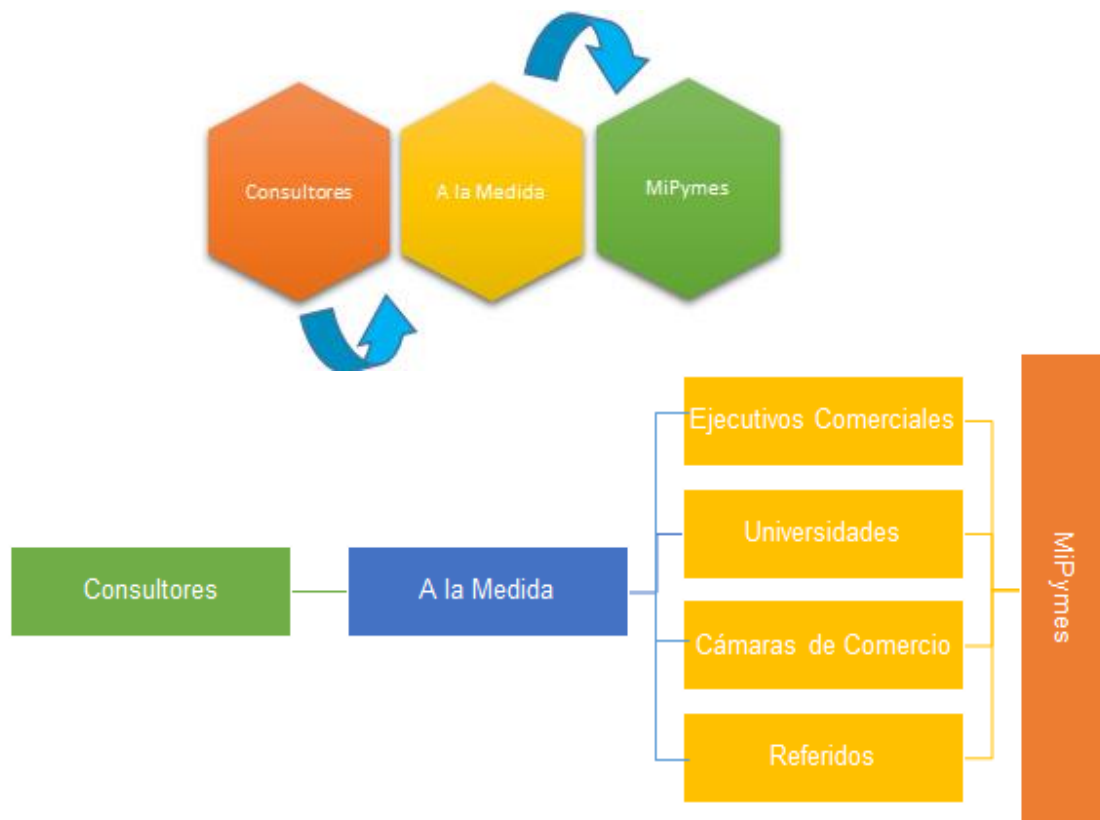 Consultores
A la Medida
MiPymes
Ejecutivos Comerciales
Universidades
Consultores
A la Medida
Cámaras de Comercio
Referidos
MiPymes